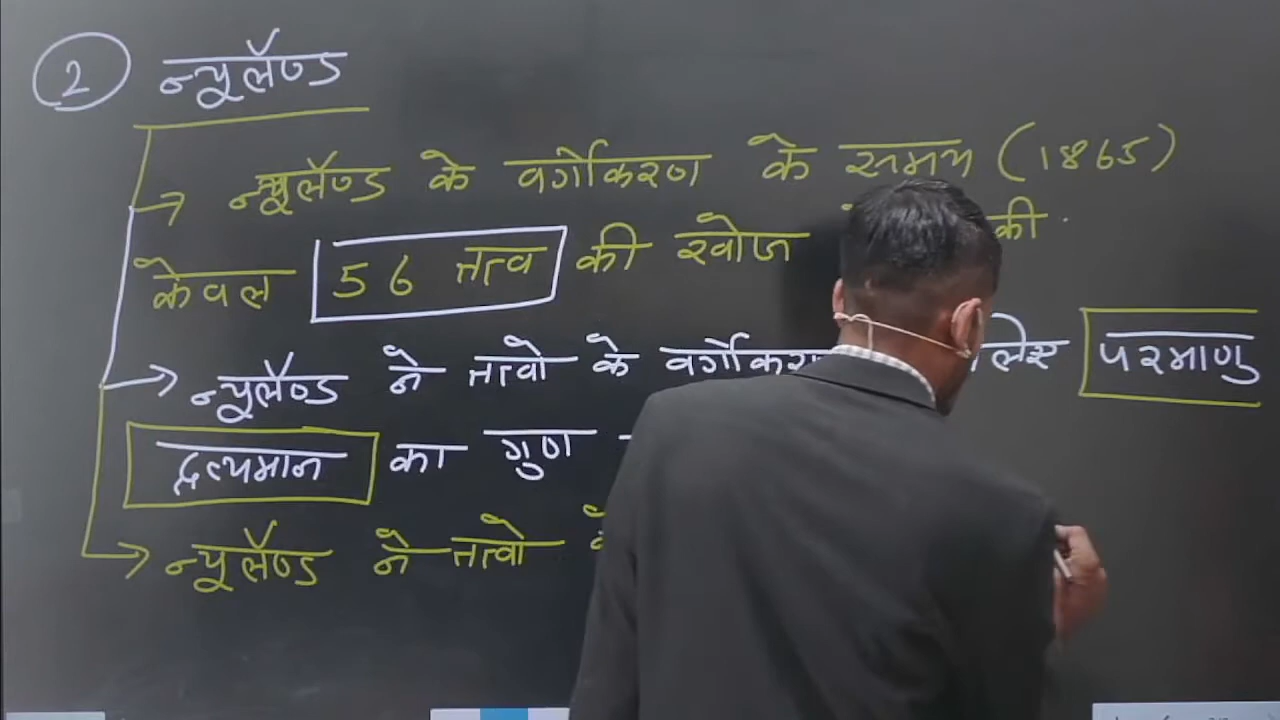 2 न्यूलॅण्ड
→ न्यूलॅण्ड के वर्गीकरण के समय (1865)
केवल 56 तत्व की खोज की
→ न्यूलॅण्ड ने तत्वो के वर्गीकरण लिए परमाणु
द्रव्यमान का गुण
→ न्यूलॅण्ड ने तत्वो